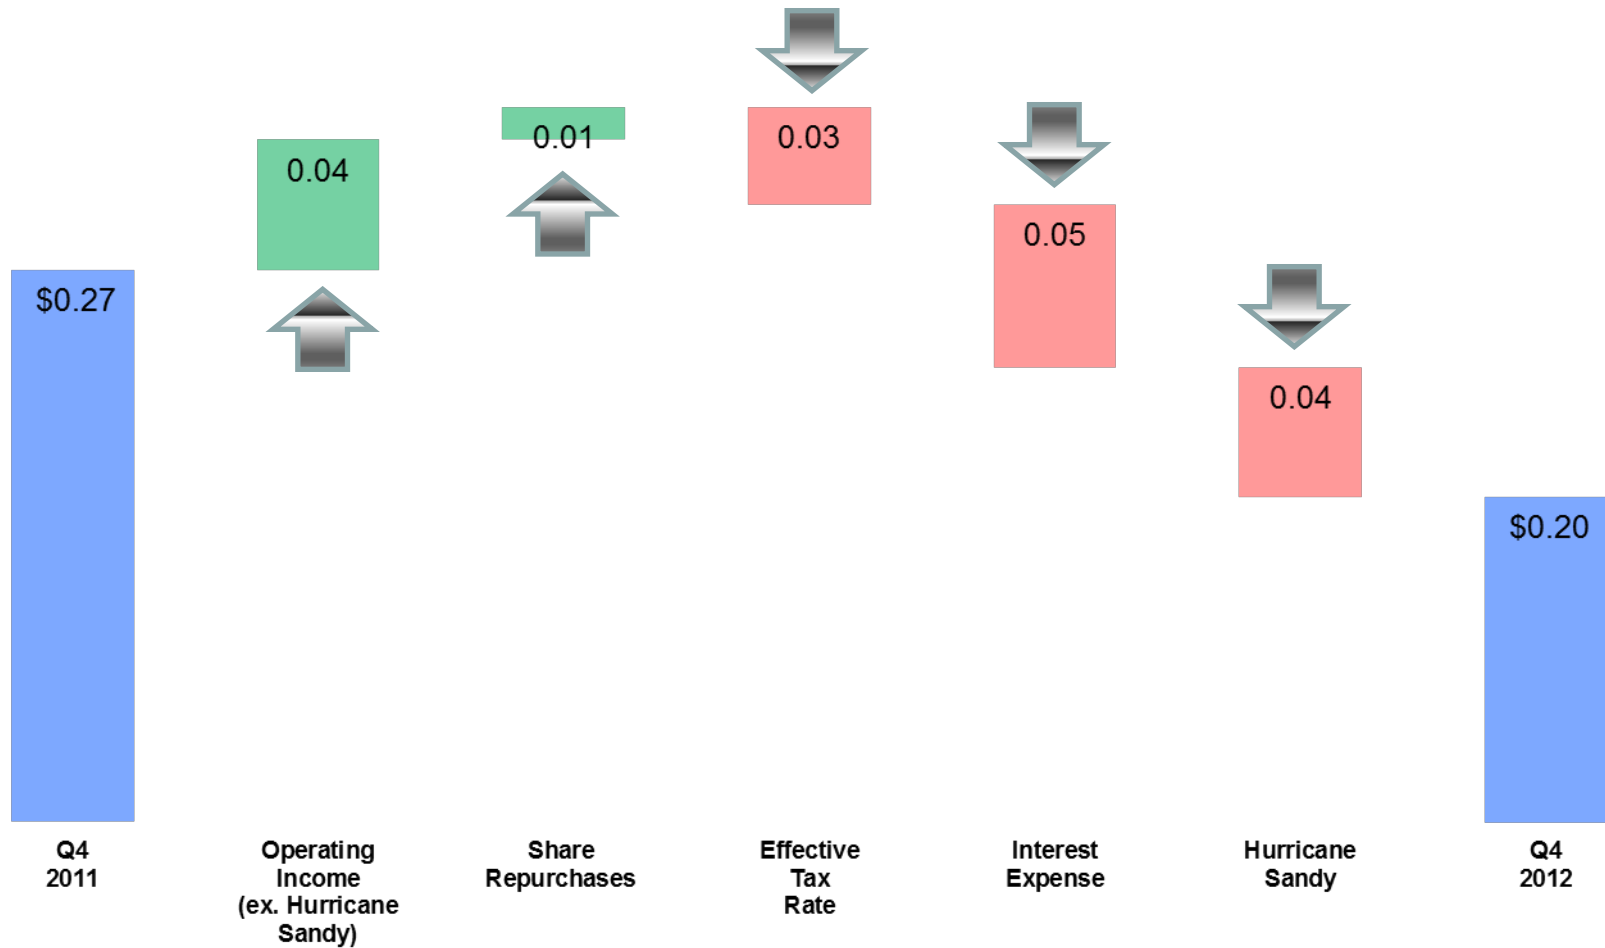 0.01
0.03
0.04
0.05
$0.27
0.04
$0.20
Q4
2011
Operating
Income
(ex. Hurricane
Sandy)
Share
Repurchases
Effective
Tax
Rate
Interest
Expense
Hurricane
Sandy
Q4
2012